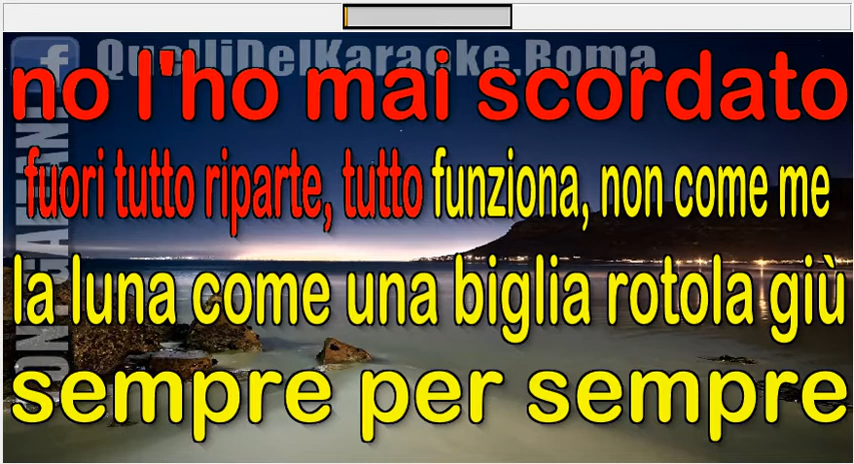 QuelliDelKaraoke.Roma
no l'ho mai scordato
fuori tutto riparte, tutto funziona, non come me
la luna come una biglia rotola giù
sempre per sempre